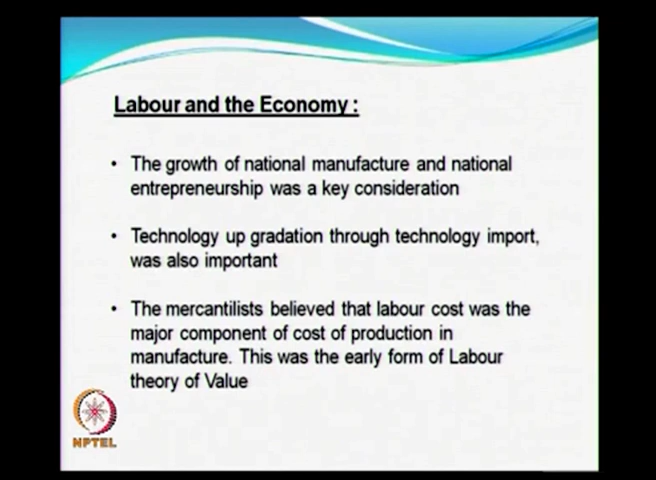 Labour and the Economy :
• The growth of national manufacture and national
entrepreneurship was a key consideration
• Technology up gradation through technology import,
was also important
• The mercantilists believed that labour cost was the
major component of cost of production in
manufacture. This was the early form of Labour
theory of Value
NPTEL